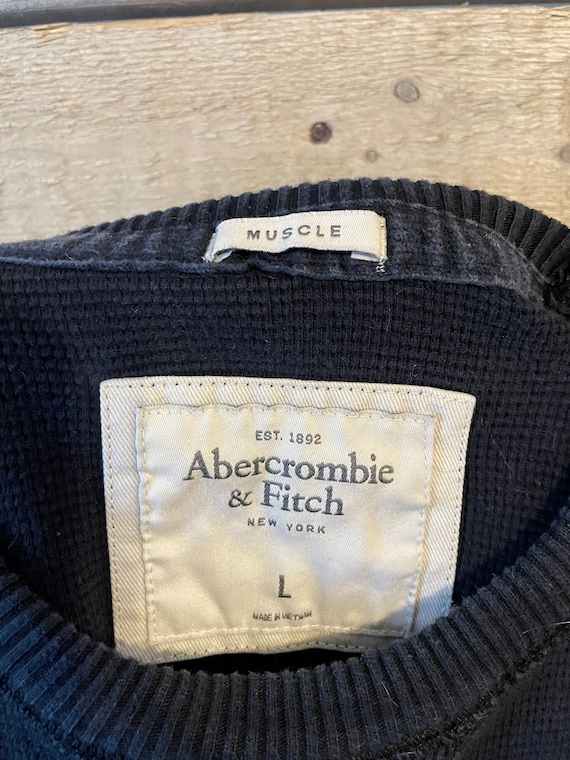 MUSCLE
EST. 1892
Abercrombie
& Fitch
NEW YORK
L
MADE IN VIETNAM